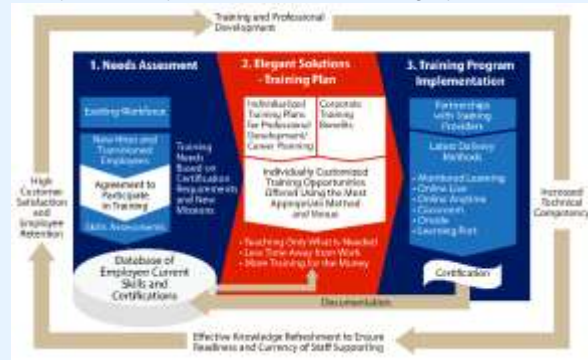 Training and Professional
Development
1. Needs Assesment
Existing Workforce
New Hires and
Transitioned
Employees
Agreement to
Participate
in Training
Skills Assessments
Training
Needs
Based on
Certification
Requirements
and New
Missions
Database of
Employee Current
Skills and
Certifications
2. Elegant Solutions
- Training Plan
Individualized
Training Plans
for Professional
Development/
Career Planning
Corporate
Training
Benefits
Individually Customized
Training Opportunities
Offered Using the Most
Appropriate Method
and Venue
• Teaching Only What Is Needed
• Less Time Away from Work
• More Training for the Money
3. Training Program
Implementation
Partnerships
with Training
Providers
Latest Delivery
Methods
• Mentored Learning
• Online Live
• Online Anytime
• Classroom
• Onsite
• Learning Port
Certification
Documentation
High
Customer
Satisfaction
and
Employee
Retention
Increased
Technical
Competency
Effective Knowledge Refreshment to Ensure
Readiness and Currency of Staff Supporting